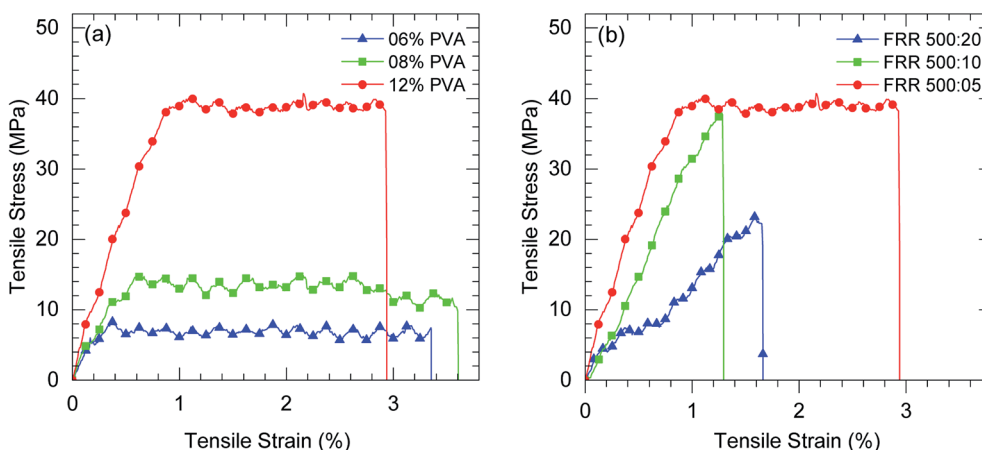 (a)
06% PVA
08% PVA
12% PVA
50
40
30
20
10
0
0 1 2 3
Tensile Stress (MPa)
Tensile Strain (%)
(b)
FRR 500:20
FRR 500:10
FRR 500:05
50
40
30
20
10
0
0 1 2 3
Tensile Stress (MPa)
Tensile Strain (%)